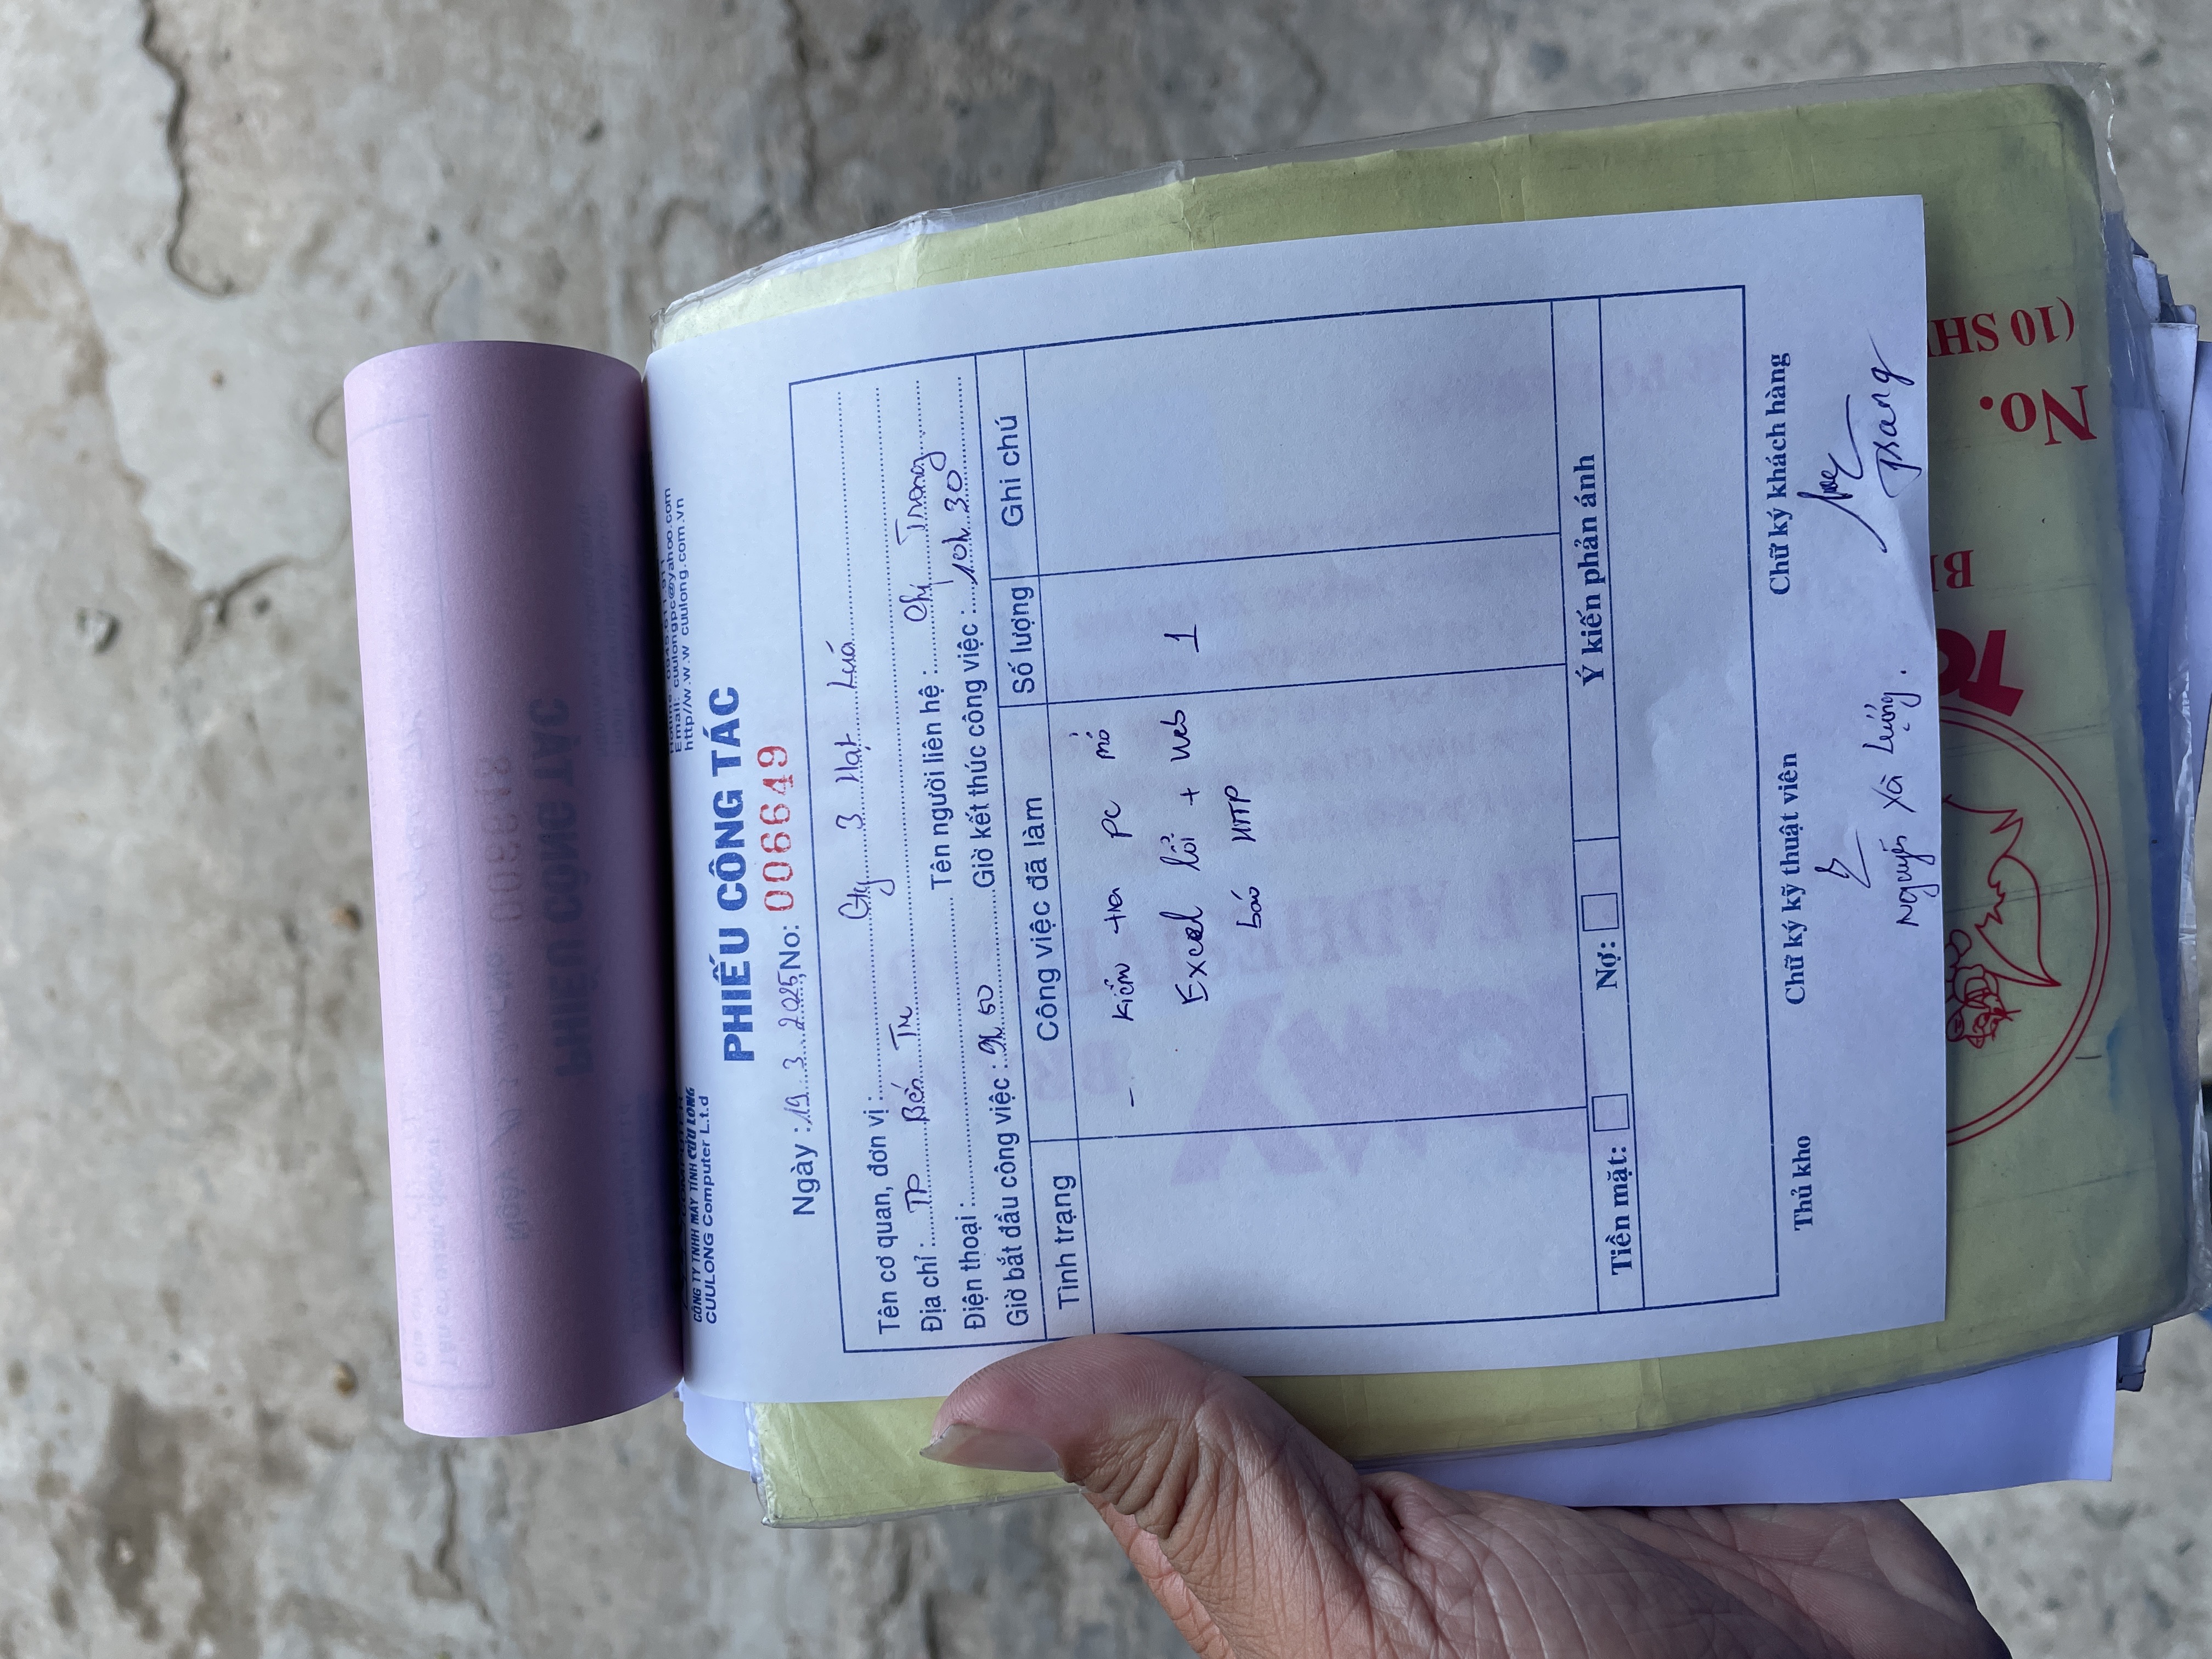 CÔNG TY TNHH MÁY TÍNH CỬU LONG
CUULONG Computer L.t.d
Email: cuulongpc@yahoo.com
http//w.w.w cuulong.com.vn
PHIẾU CÔNG TÁC
Ngày : 19. 3. 2025, No: 006649
Tên cơ quan, đơn vị : Cty 3 Hạt Lúa
Địa chỉ : TP Bến Tre
Điện thoại : Tên người liên hệ : Chị Trang
Giờ bắt đầu công việc : 9h 50 Giờ kết thúc công việc : 10h 30
Tình trạng Công việc đã làm Số lượng Ghi chú
- Kiểm tra PC mở
Excel lỗi + Web 1
báo HTTP
Tiền mặt: Nợ: Ý kiến phản ánh
Thủ kho Chữ ký kỹ thuật viên Chữ ký khách hàng
Nguyễn Xà Lượng. Trang
No.
(10 SH